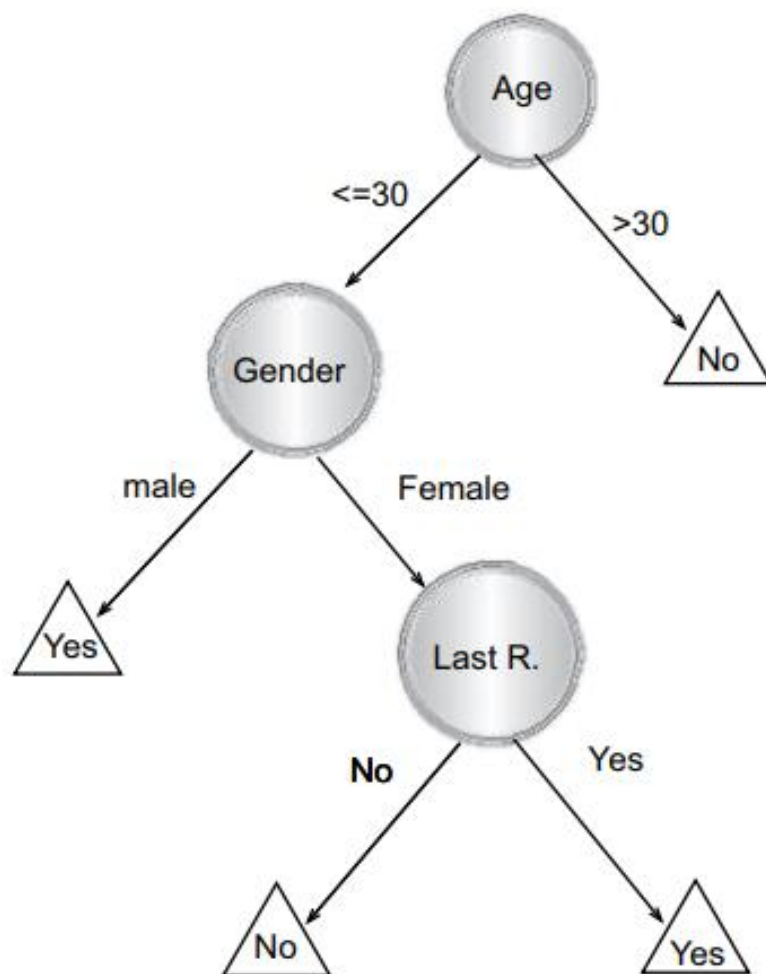 Age
<=30
>30
Gender
No
male
Female
Yes
Last R.
No
Yes
No
Yes